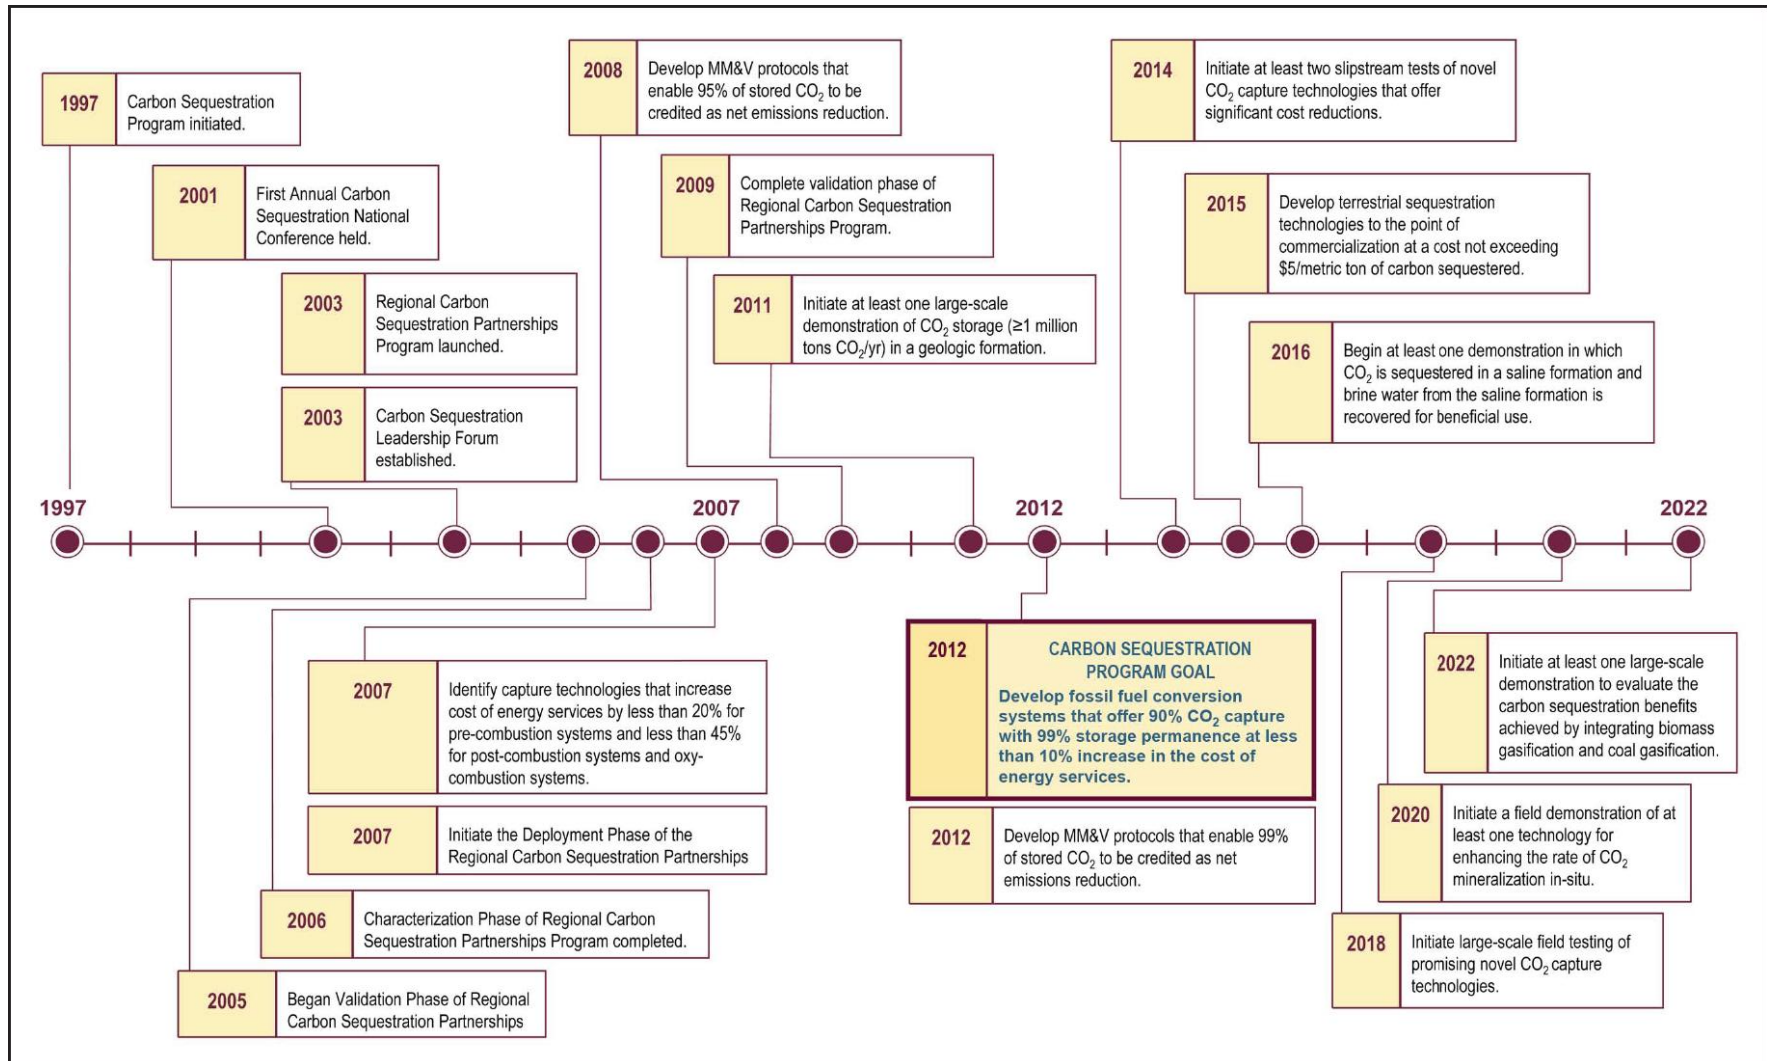 1997
Carbon Sequestration
Program initiated.
2001
First Annual Carbon
Sequestration National
Conference held.
2003
Regional Carbon
Sequestration Partnerships
Program launched.
2003
Carbon Sequestration
Leadership Forum
established.
2008
Develop MM&V protocols that
enable 95% of stored CO₂ to be
credited as net emissions reduction.
2009
Complete validation phase of
Regional Carbon Sequestration
Partnerships Program.
2011
Initiate at least one large-scale
demonstration of CO₂ storage (≥1 million
tons CO₂/yr) in a geologic formation.
2014
Initiate at least two slipstream tests of novel
CO₂ capture technologies that offer
significant cost reductions.
2015
Develop terrestrial sequestration
technologies to the point of
commercialization at a cost not exceeding
$5/metric ton of carbon sequestered.
2016
Begin at least one demonstration in which
CO₂ is sequestered in a saline formation and
brine water from the saline formation is
recovered for beneficial use.
1997
2007
2012
2022
2007
Identify capture technologies that increase
cost of energy services by less than 20% for
pre-combustion systems and less than 45%
for post-combustion systems and oxy-
combustion systems.
2007
Initiate the Deployment Phase of the
Regional Carbon Sequestration Partnerships
2006
Characterization Phase of Regional Carbon
Sequestration Partnerships Program completed.
2005
Began Validation Phase of Regional
Carbon Sequestration Partnerships
2012
CARBON SEQUESTRATION
PROGRAM GOAL
Develop fossil fuel conversion
systems that offer 90% CO₂ capture
with 99% storage permanence at less
than 10% increase in the cost of
energy services.
2012
Develop MM&V protocols that enable 99%
of stored CO₂ to be credited as net
emissions reduction.
2022
Initiate at least one large-scale
demonstration to evaluate the
carbon sequestration benefits
achieved by integrating biomass
gasification and coal gasification.
2020
Initiate a field demonstration of at
least one technology for
enhancing the rate of CO₂
mineralization in-situ.
2018
Initiate large-scale field testing of
promising novel CO₂ capture
technologies.